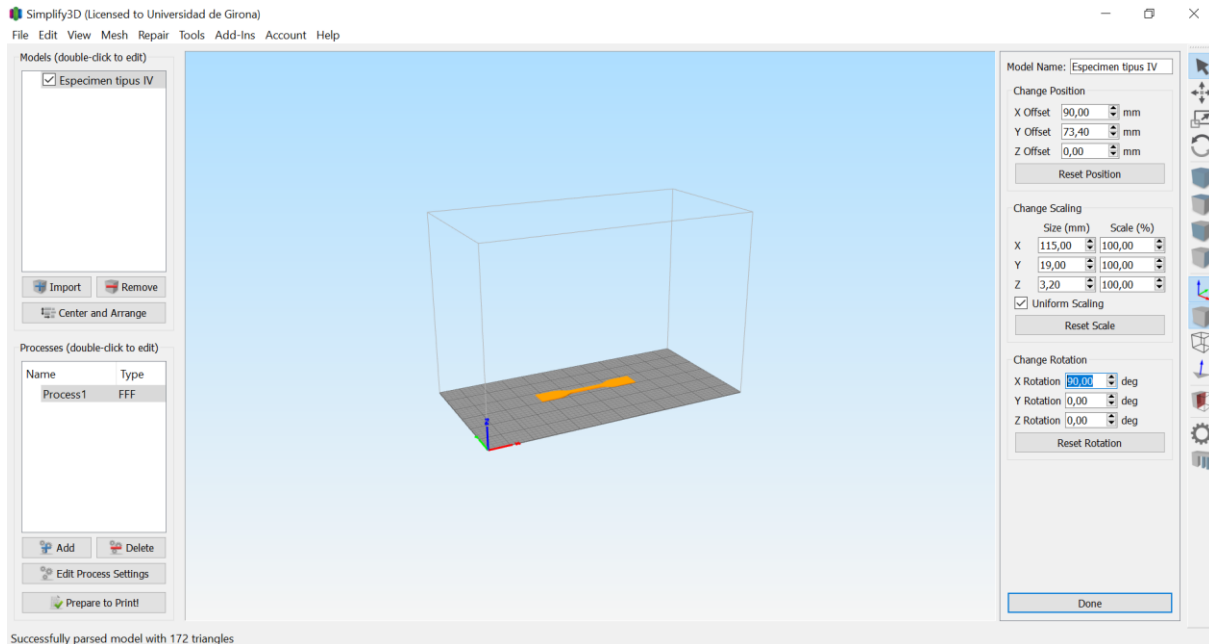 Simplify3D (Licensed to Universidad de Girona)
File Edit View Mesh Repair Tools Add-Ins Account Help
Models (double-click to edit)
Especimen tipus IV
Import Remove
Center and Arrange
Processes (double-click to edit)
Name Type
Process1 FFF
Add Delete
Edit Process Settings
Prepare to Print!
Z
Model Name: Especimen tipus IV
Change Position
X Offset 90,00 mm
Y Offset 73,40 mm
Z Offset 0,00 mm
Reset Position
Change Scaling
Size (mm) Scale (%)
X 115,00 100,00
Y 19,00 100,00
Z 3,20 100,00
Uniform Scaling
Reset Scale
Change Rotation
X Rotation 90,00 deg
Y Rotation 0,00 deg
Z Rotation 0,00 deg
Reset Rotation
Done
Successfully parsed model with 172 triangles